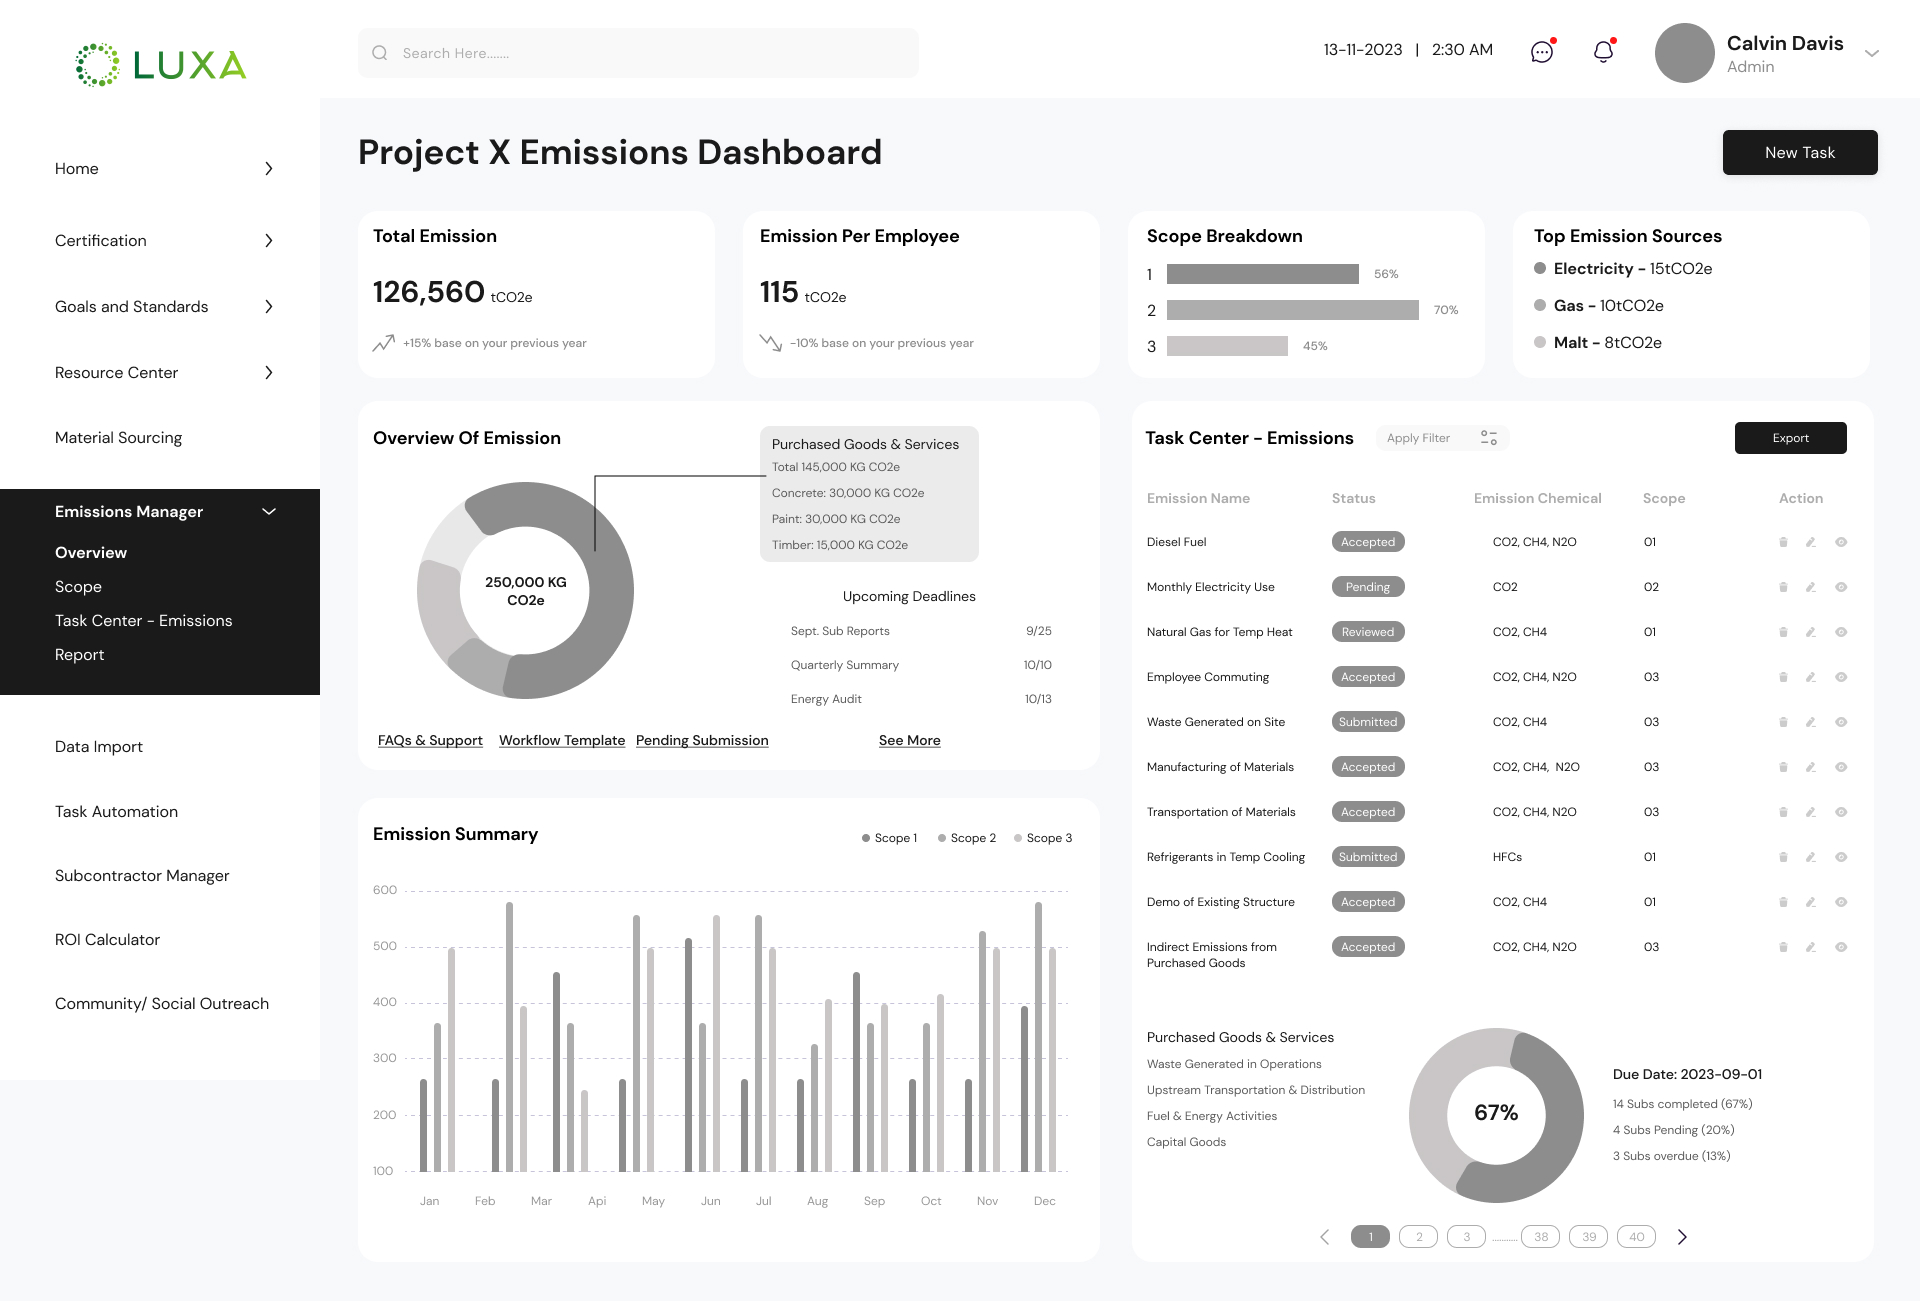 LUXA
Search Here.......
13-11-2023 | 2:30 AM
Calvin Davis
Admin
Home
Certification
Goals and Standards
Resource Center
Material Sourcing
Emissions Manager
Overview
Scope
Task Center - Emissions
Report
Data Import
Task Automation
Subcontractor Manager
ROI Calculator
Community/ Social Outreach
Project X Emissions Dashboard
New Task
Total Emission
126,560 tCO2e
+15% base on your previous year
Emission Per Employee
115 tCO2e
-10% base on your previous year
Scope Breakdown
1 56%
2 70%
3 45%
Top Emission Sources
Electricity - 15tCO2e
Gas - 10tCO2e
Malt - 8tCO2e
Overview Of Emission
250,000 KG
CO2e
Purchased Goods & Services
Total 145,000 KG CO2e
Concrete: 30,000 KG CO2e
Paint: 30,000 KG CO2e
Timber: 15,000 KG CO2e
Upcoming Deadlines
Sept. Sub Reports 9/25
Quarterly Summary 10/10
Energy Audit 10/13
FAQs & Support Workflow Template Pending Submission See More
Emission Summary
Scope 1 Scope 2 Scope 3
600
500
400
300
200
100
Jan Feb Mar Api May Jun Jul Aug Sep Oct Nov Dec
Task Center - Emissions Apply Filter Export
Emission Name Status Emission Chemical Scope Action
Diesel Fuel Accepted CO2, CH4, N2O 01
Monthly Electricity Use Pending CO2 02
Natural Gas for Temp Heat Reviewed CO2, CH4 01
Employee Commuting Accepted CO2, CH4, N2O 03
Waste Generated on Site Submitted CO2, CH4 03
Manufacturing of Materials Accepted CO2, CH4, N2O 03
Transportation of Materials Accepted CO2, CH4, N2O 03
Refrigerants in Temp Cooling Submitted HFCs 01
Demo of Existing Structure Accepted CO2, CH4 01
Indirect Emissions from Accepted CO2, CH4, N2O 03
Purchased Goods
Purchased Goods & Services
Waste Generated in Operations
Upstream Transportation & Distribution
Fuel & Energy Activities
Capital Goods
67%
Due Date: 2023-09-01
14 Subs completed (67%)
4 Subs Pending (20%)
3 Subs overdue (13%)
1 2 3 ........... 38 39 40